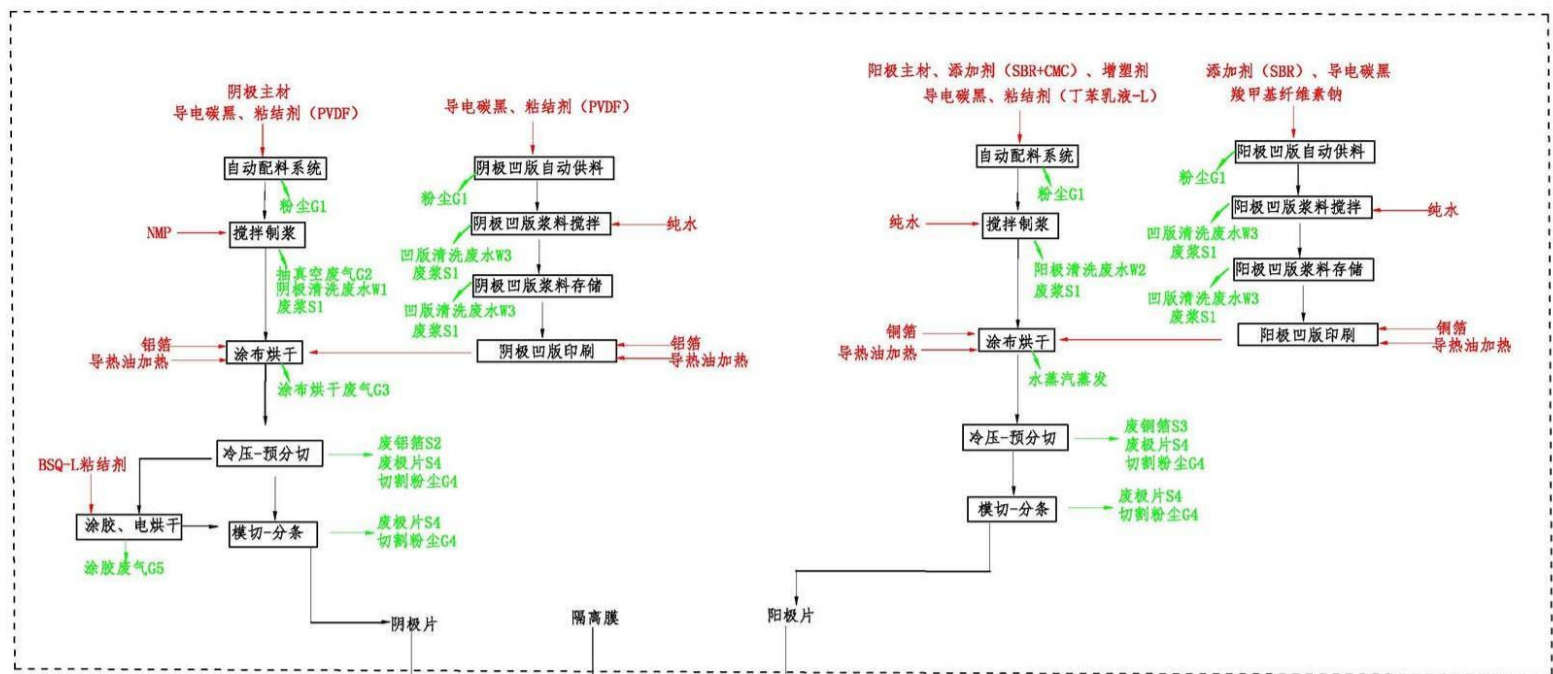 阴极主材
导电碳黑、粘结剂(PVDF)
自动配料系统
粉尘G1
NMP
搅拌制浆
抽真空废气G2
阴极清洗废水W1
废浆S1
铝箔
导热油加热
涂布烘干
涂布烘干废气G3
冷压-预分切
废铝箔S2
废极片S4
切割粉尘G4
BSQ-L粘结剂
涂胶、电烘干
涂胶废气G5
模切-分条
废极片S4
切割粉尘G4
阴极片
导电碳黑、粘结剂(PVDF)
阴极凹版自动供料
粉尘G1
阴极凹版浆料搅拌
纯水
凹版清洗废水W3
废浆S1
阴极凹版浆料存储
凹版清洗废水W3
废浆S1
阴极凹版印刷
铝箔
导热油加热
隔离膜
阳极主材、添加剂(SBR+CMC)、增塑剂
导电碳黑、粘结剂(丁苯乳液-L)
自动配料系统
粉尘G1
纯水
搅拌制浆
阳极清洗废水W2
废浆S1
铜箔
导热油加热
涂布烘干
水蒸汽蒸发
冷压-预分切
废铜箔S3
废极片S4
切割粉尘G4
模切-分条
废极片S4
切割粉尘G4
阳极片
添加剂(SBR)、导电碳黑
羧甲基纤维素钠
阳极凹版自动供料
粉尘G1
阳极凹版浆料搅拌
纯水
凹版清洗废水W3
废浆S1
阳极凹版浆料存储
凹版清洗废水W3
废浆S1
阳极凹版印刷
铜箔
导热油加热